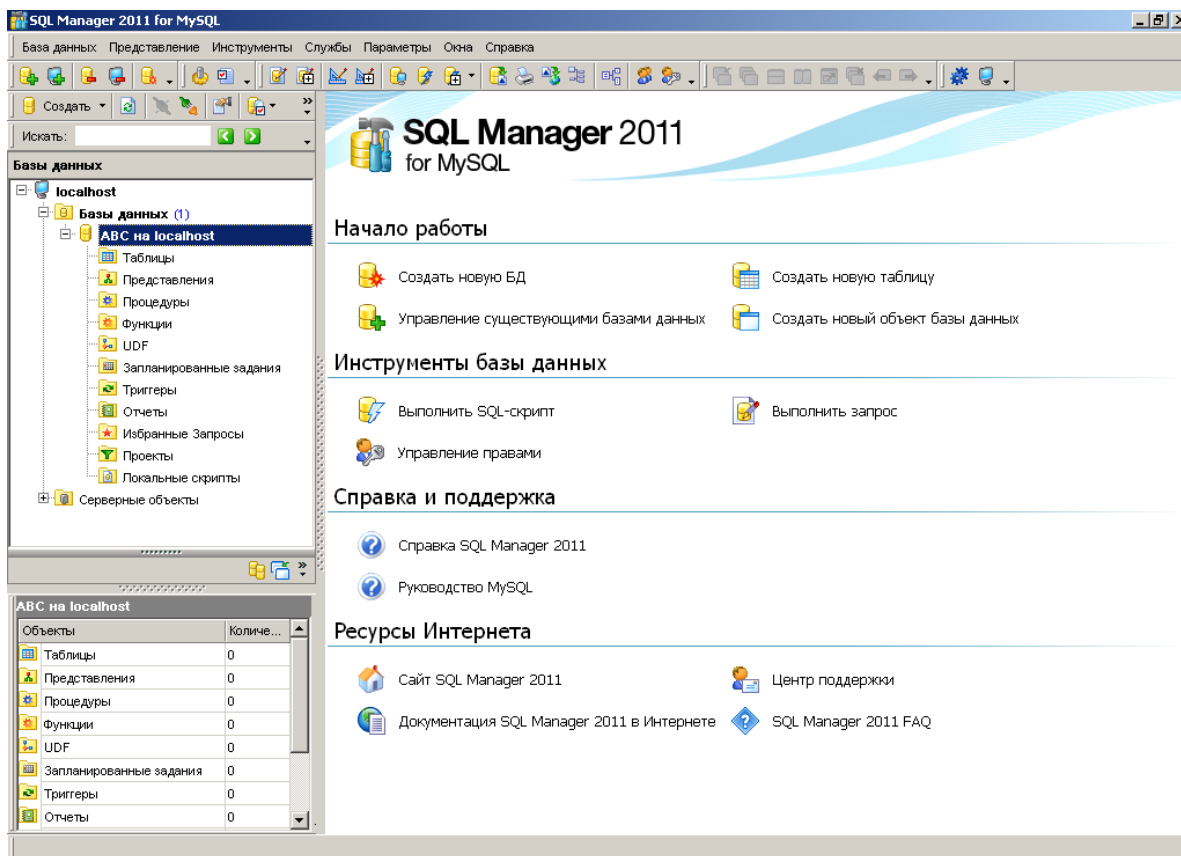 SQL Manager 2011 for MySQL
База данных Представление Инструменты Службы Параметры Окна Справка
Создать
Искать:
Базы данных
localhost
Базы данных (1)
ABC на localhost
Таблицы
Представления
Процедуры
Функции
UDF
Запланированные задания
Триггеры
Отчеты
Избранные Запросы
Проекты
Локальные скрипты
Серверные объекты
ABC на localhost
Объекты Количе...
Таблицы 0
Представления 0
Процедуры 0
Функции 0
UDF 0
Запланированные задания 0
Триггеры 0
Отчеты 0
SQL Manager 2011
for MySQL
Начало работы
Создать новую БД Создать новую таблицу
Управление существующими базами данных Создать новый объект базы данных
Инструменты базы данных
Выполнить SQL-скрипт Выполнить запрос
Управление правами
Справка и поддержка
Справка SQL Manager 2011
Руководство MySQL
Ресурсы Интернета
Сайт SQL Manager 2011 Центр поддержки
Документация SQL Manager 2011 в Интернете SQL Manager 2011 FAQ